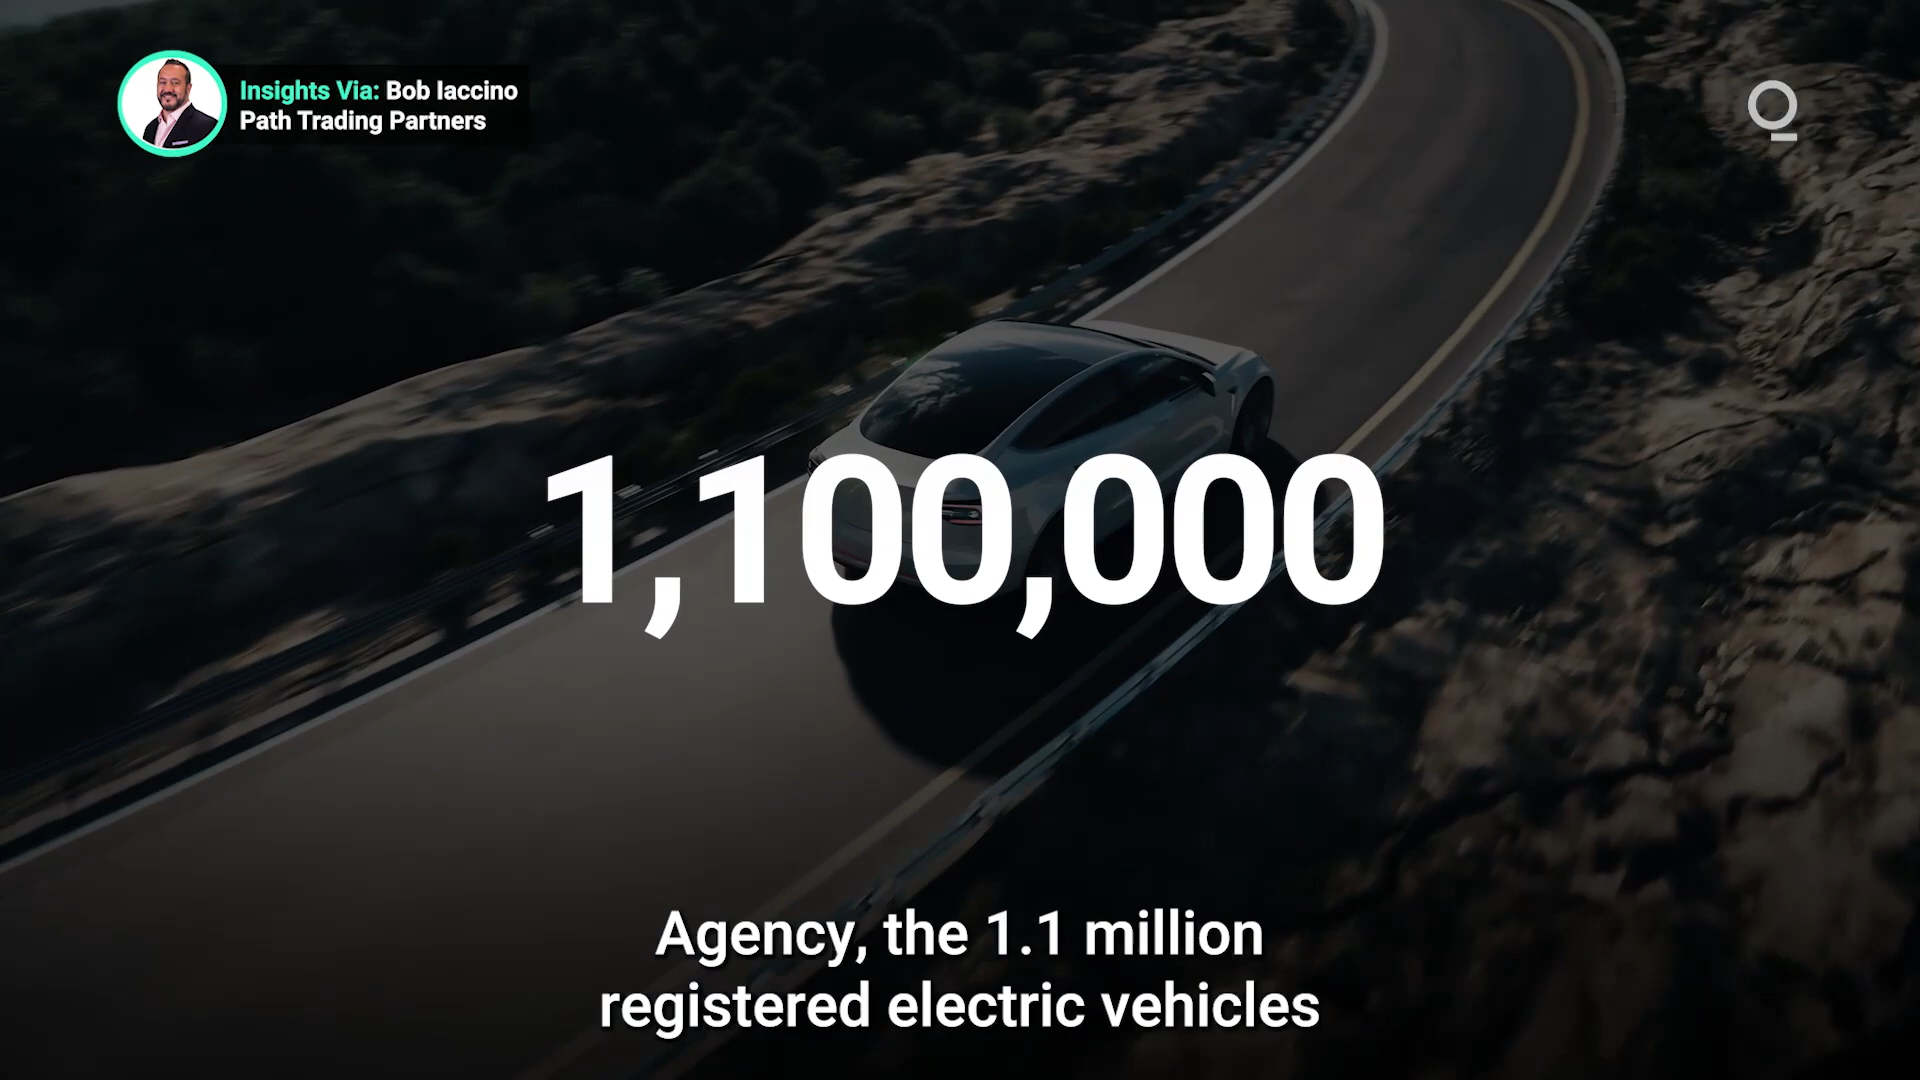 Insights Via: Bob Iaccino
Path Trading Partners
1,100,000
Agency, the 1.1 million
registered electric vehicles